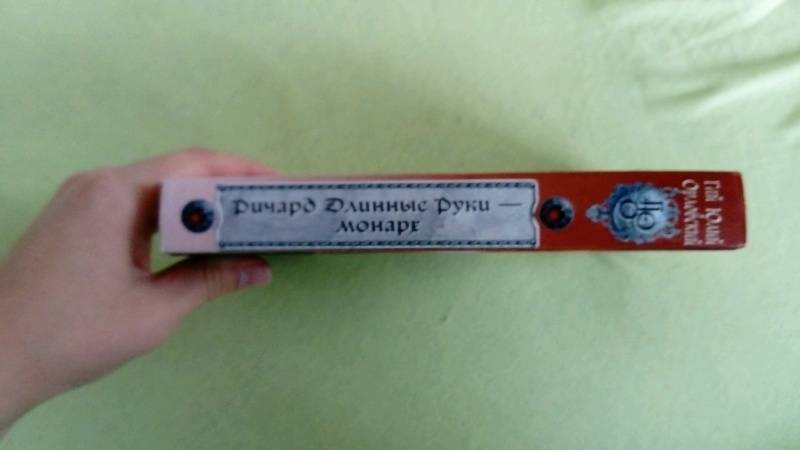 Ричард Длинные Руки —
монарх
Гай Юлий
Орловский